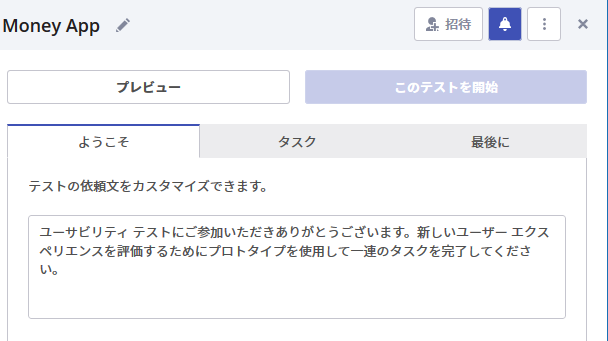 Money App
招待
プレビュー
このテストを開始
ようこそ
タスク
最後に
テストの依頼文をカスタマイズできます。
ユーサビリティ テストにご参加いただきありがとうございます。新しいユーザー エクス
ペリエンスを評価するためにプロトタイプを使用して一連のタスクを完了してくださ
い。